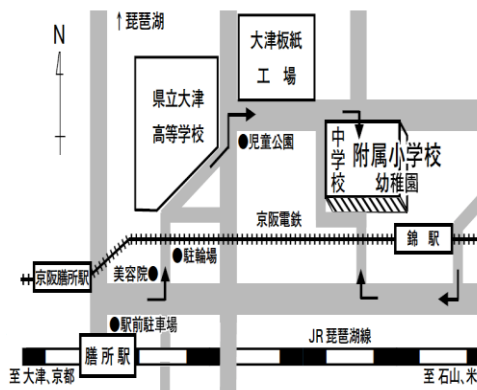 N
↑琵琶湖
大津板紙
工場
県立大津
高等学校
●児童公園
中学校
附属小学校
幼稚園
京阪電鉄
錦駅
●駐輪場
美容院●
京阪膳所駅
●駅前駐車場
膳所駅
JR琵琶湖線
至大津、京都
至石山、米